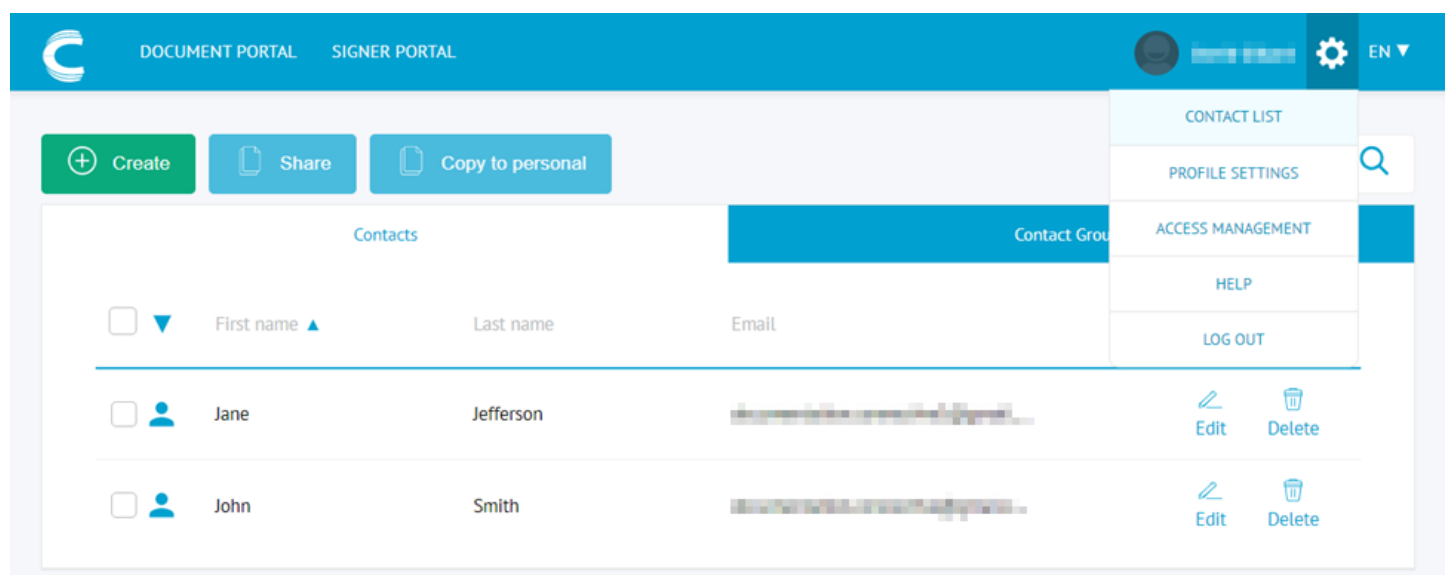 DOCUMENT PORTAL SIGNER PORTAL EN
CONTACT LIST
Create Share Copy to personal
PROFILE SETTINGS
Contacts Contact Grou ACCESS MANAGEMENT
HELP
First name Last name Email
LOG OUT
Jane Jefferson
Edit Delete
John Smith
Edit Delete